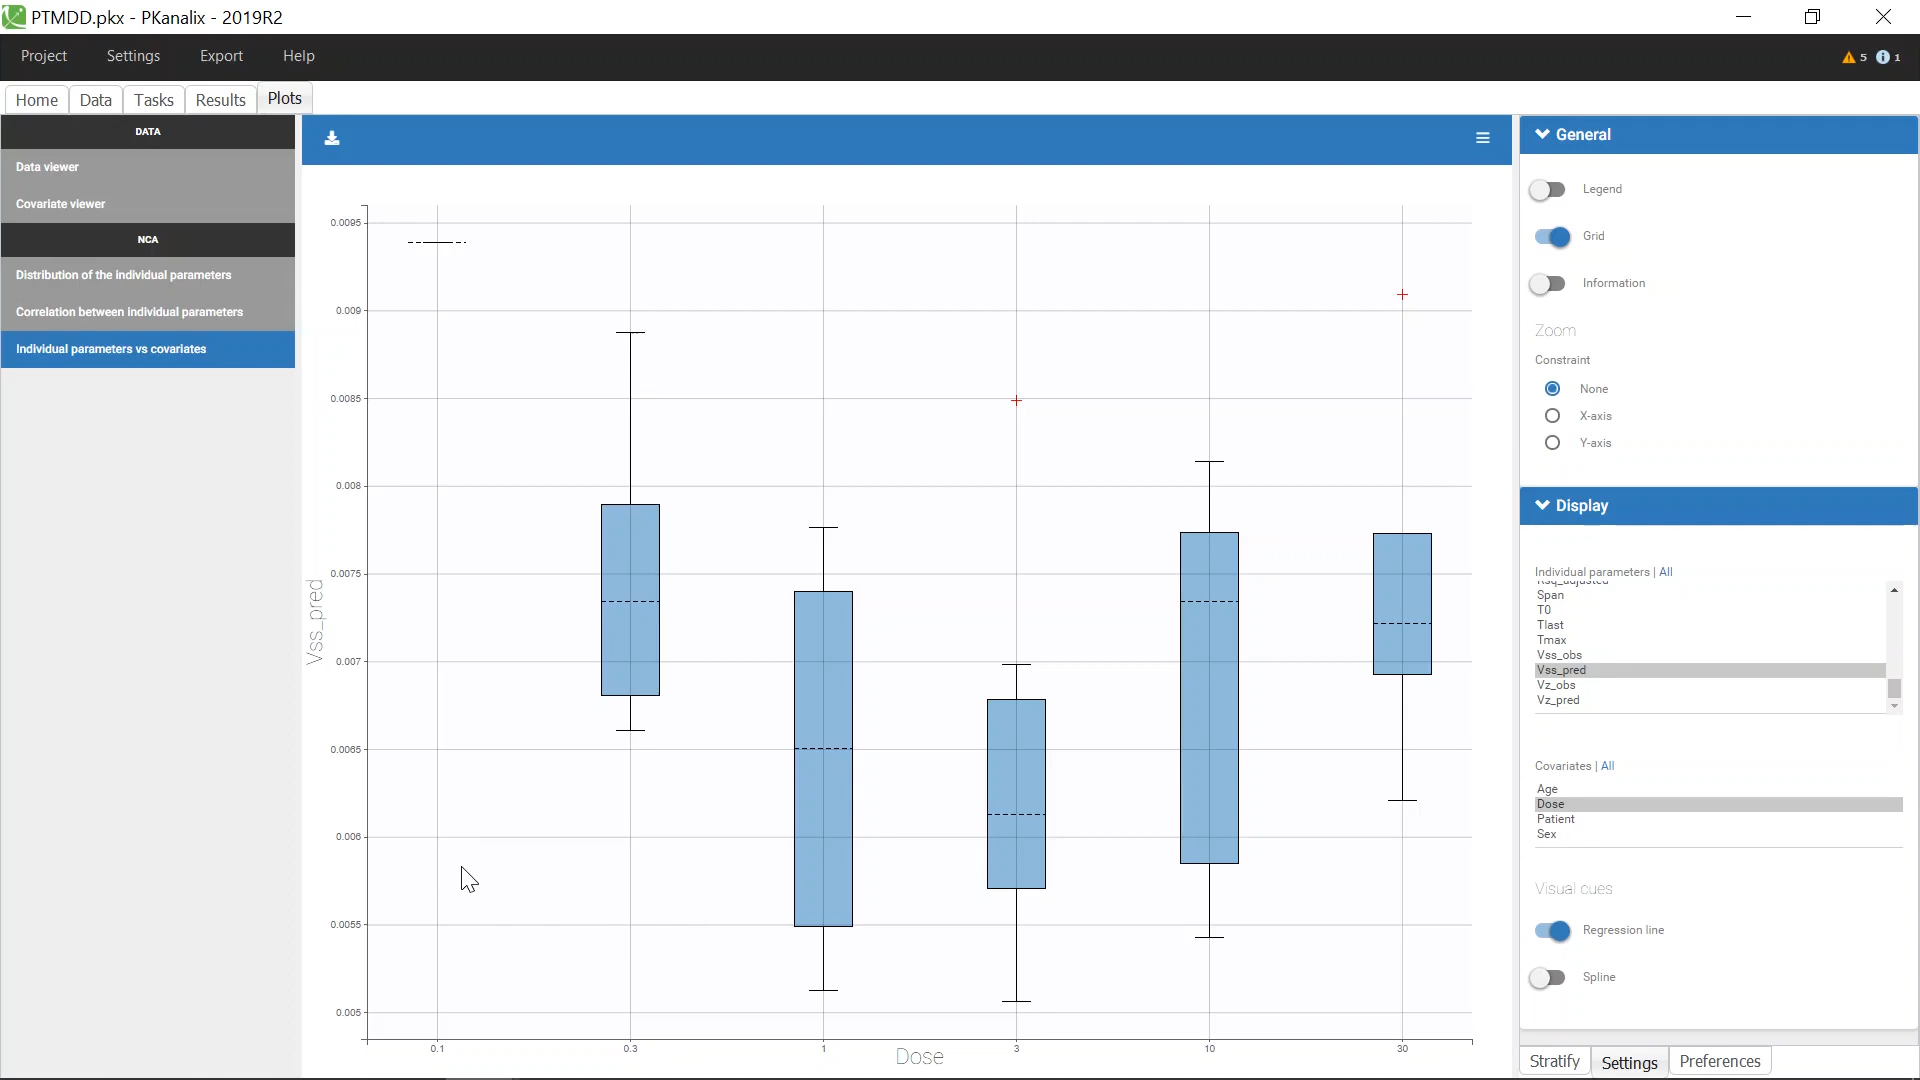 PTMDD.pkx - PKanalix - 2019R2
Project Settings Export Help
5 1
Home Data Tasks Results Plots
DATA
Data viewer
Covariate viewer
NCA
Distribution of the individual parameters
Correlation between individual parameters
Individual parameters vs covariates
0.0095
0.009
0.0085
0.008
0.0075
0.007
0.0065
0.006
0.0055
0.005
Vss_pred
0.1 0.3 1 3 10 30
Dose
General
Legend
Grid
Information
Zoom
Constraint
None
X-axis
Y-axis
Display
Individual parameters | All
Rsq_adjusted
Span
T0
Tlast
Tmax
Vss_obs
Vss_pred
Vz_obs
Vz_pred
Covariates | All
Age
Dose
Patient
Sex
Visual cues
Regression line
Spline
Stratify Settings Preferences